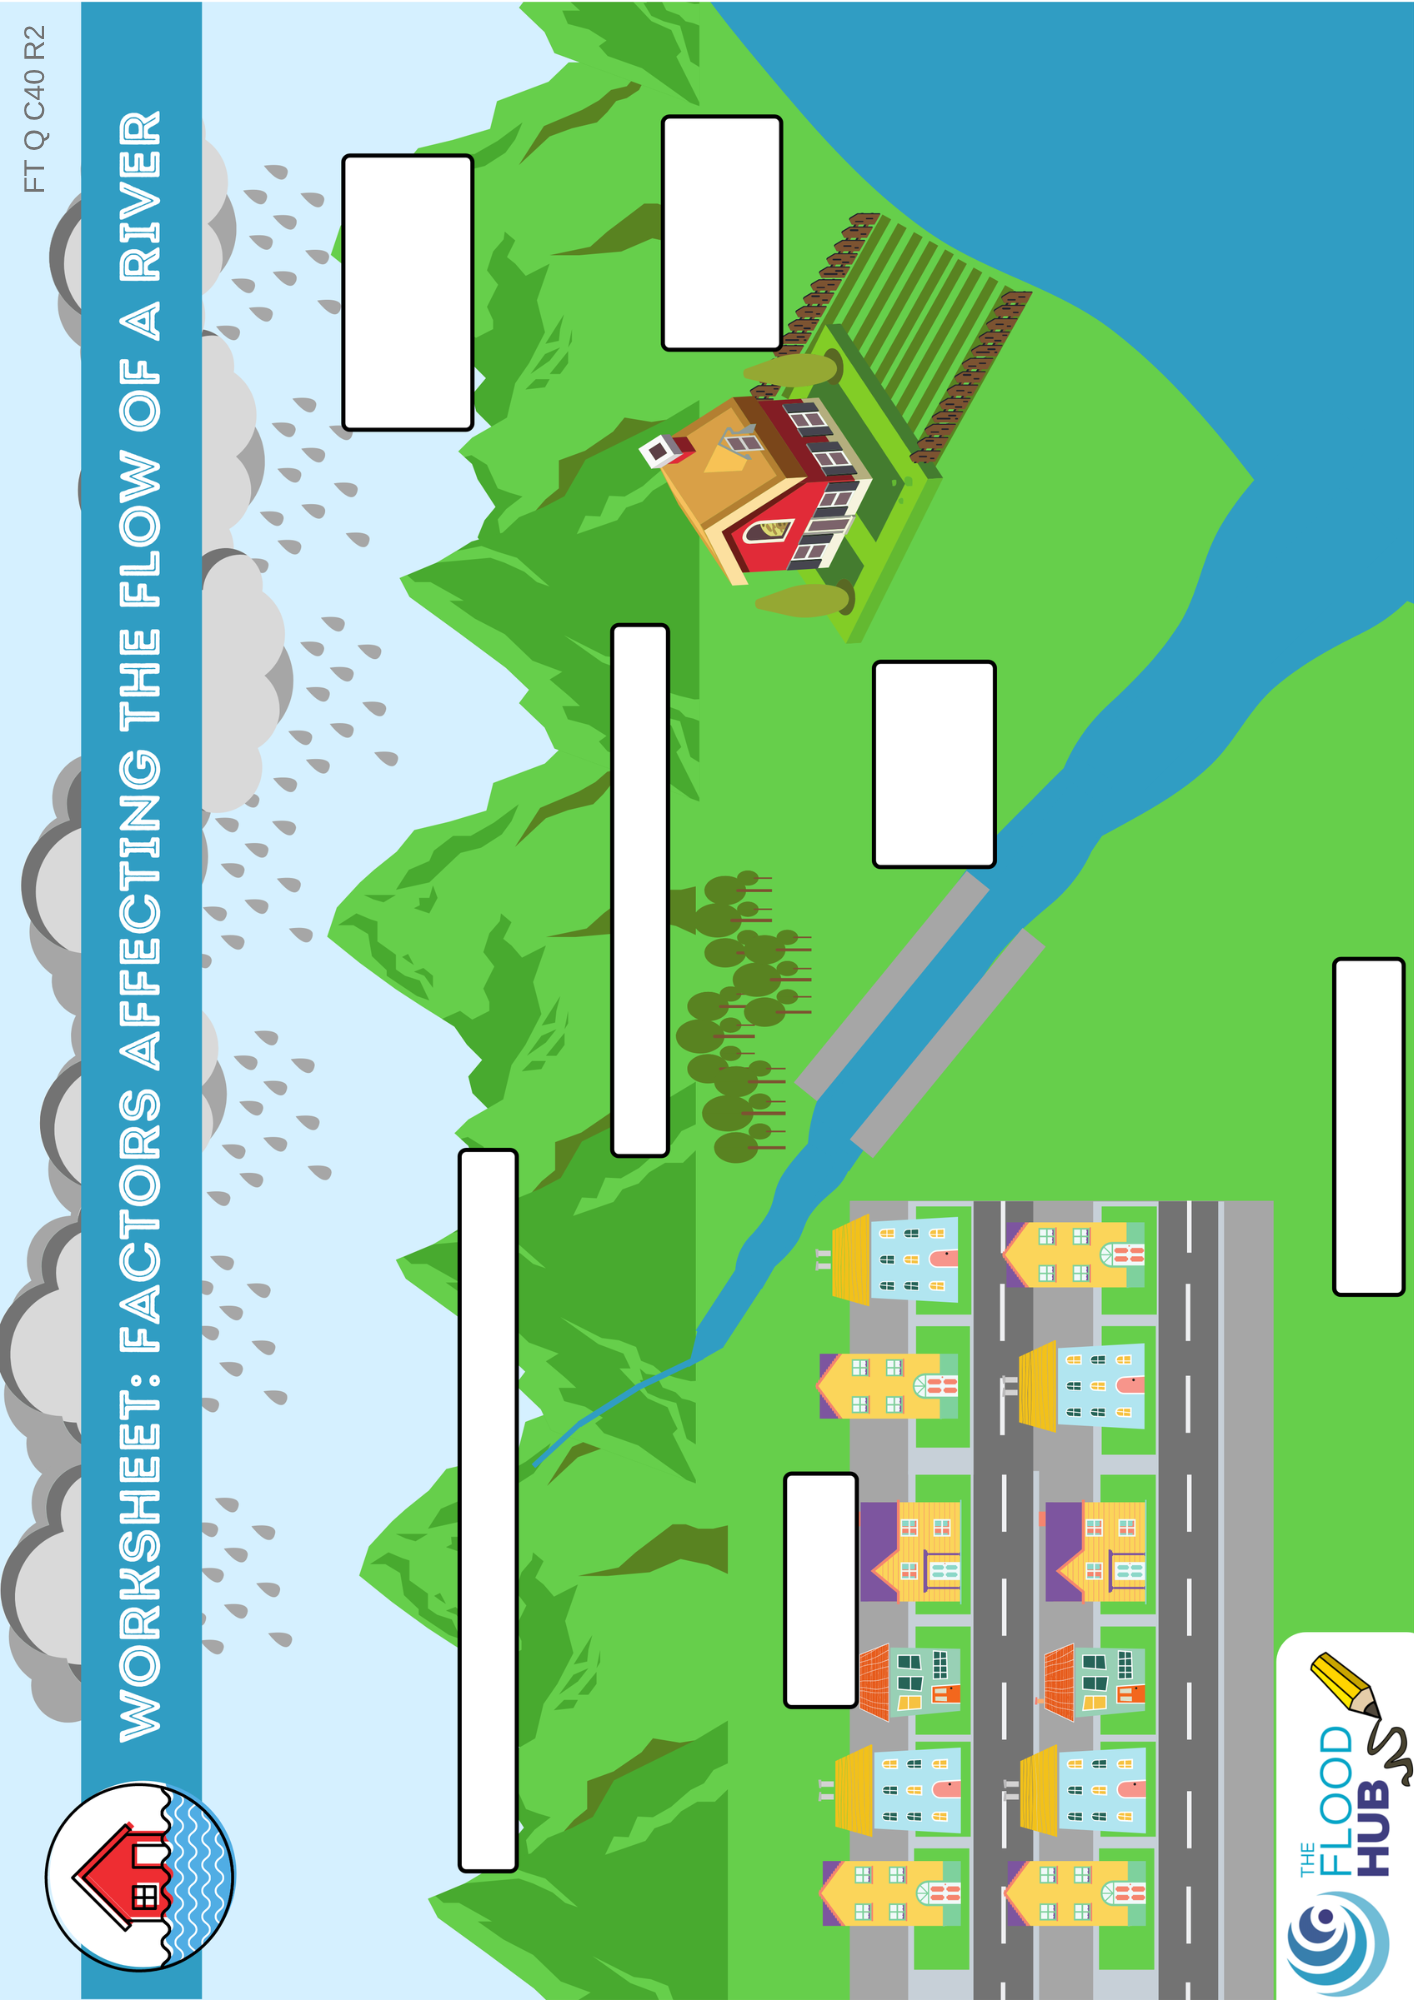 FT Q C40 R2
WORKSHEET: FACTORS AFFECTING THE FLOW OF A RIVER
THE
FLOOD
HUB